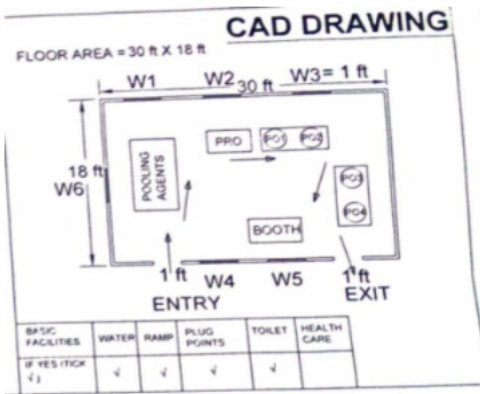 CAD DRAWING
FLOOR AREA = 30 ft X 18 ft
W1 W2 30 ft W3= 1 ft
PRO PO1 PO2
18 ft
W6
POOLING
AGENTS
PO3
PO4
BOOTH
1 ft W4 W5 1 ft
ENTRY EXIT
BASIC
FACILITIES WATER RAMP PLUG
POINTS TOILET HEALTH
CARE
IF YES (TICK
√ ) √ √ √ √